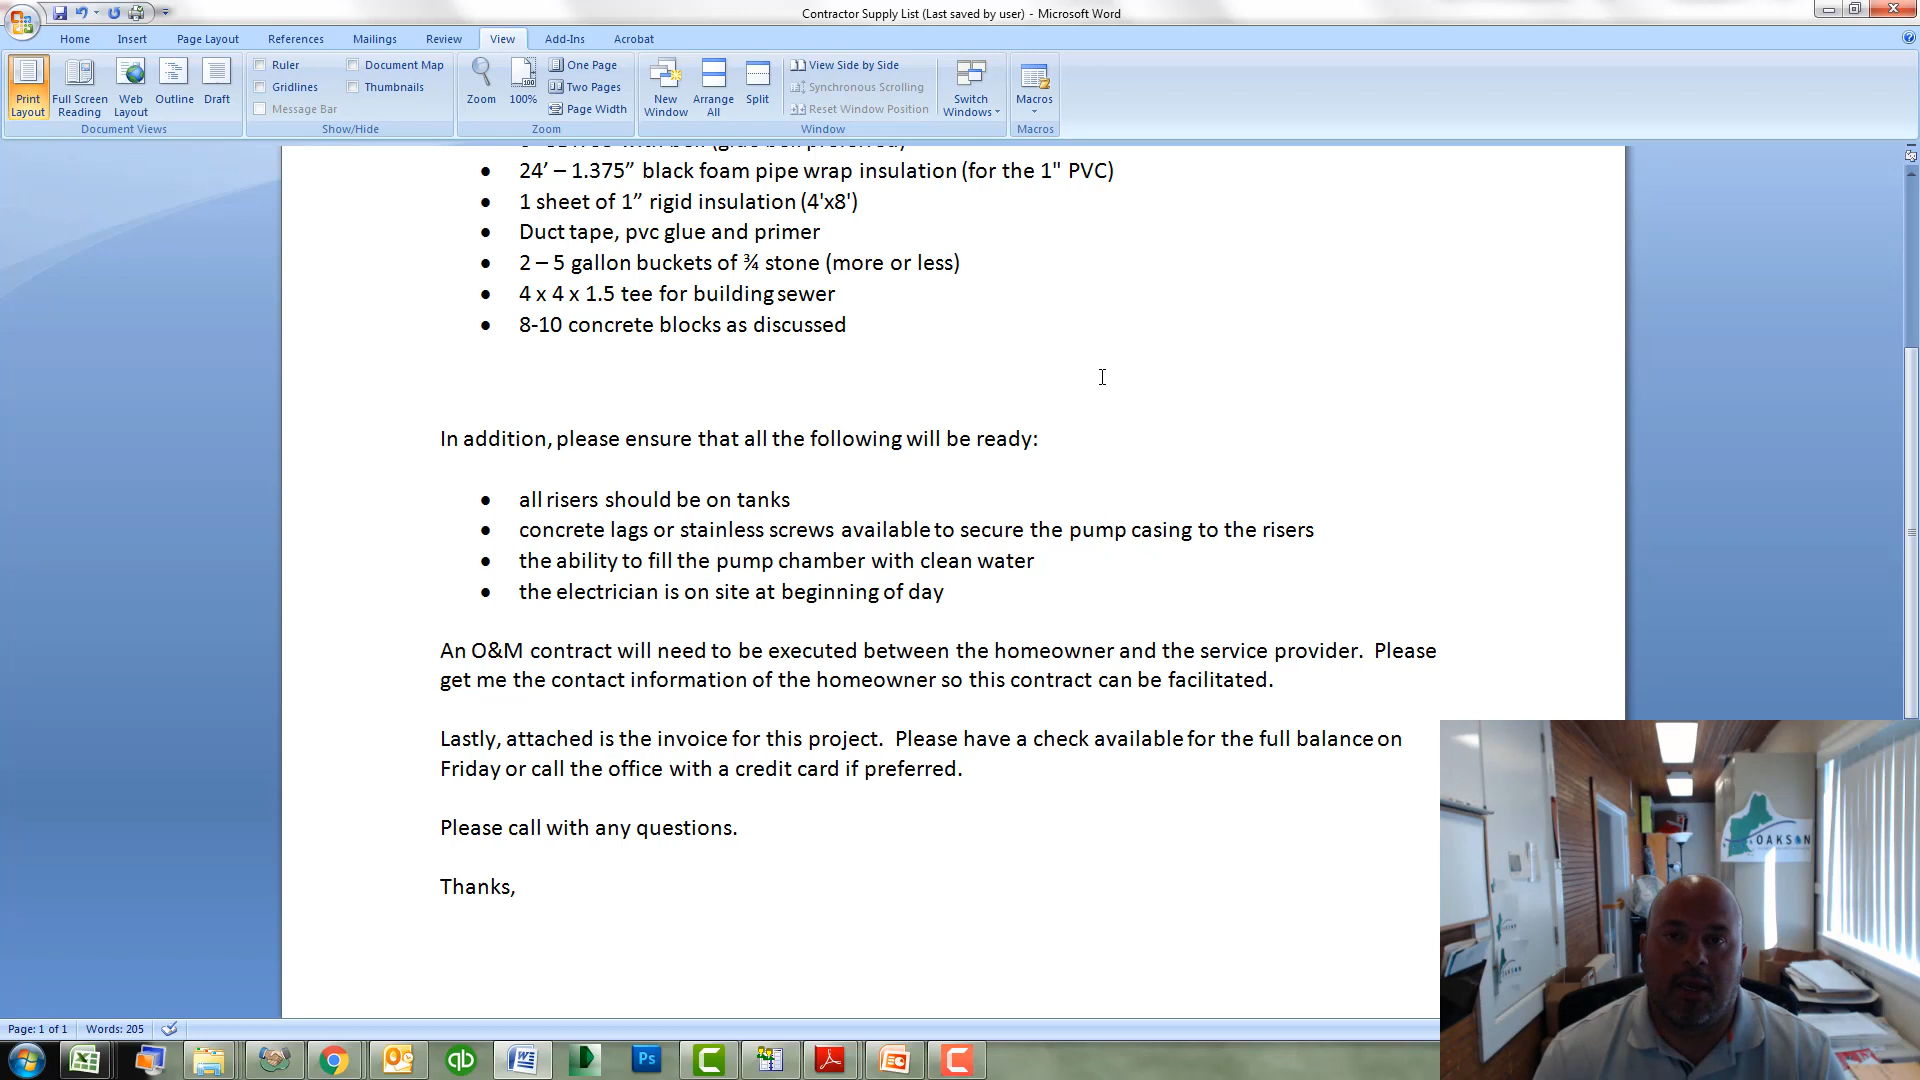 Contractor Supply List (Last saved by user) - Microsoft Word
Home Insert Page Layout References Mailings Review View Add-Ins Acrobat
Print Layout
Full Screen Reading
Web Layout
Outline
Draft
Document Views
Ruler
Gridlines
Message Bar
Document Map
Thumbnails
Show/Hide
Zoom
100%
One Page
Two Pages
Page Width
Zoom
New Window
Arrange All
Split
View Side by Side
Synchronous Scrolling
Reset Window Position
Window
Switch Windows
Macros
Macros
• 24’ – 1.375” black foam pipe wrap insulation (for the 1" PVC)
• 1 sheet of 1” rigid insulation (4'x8')
• Duct tape, pvc glue and primer
• 2 – 5 gallon buckets of ¾ stone (more or less)
• 4 x 4 x 1.5 tee for building sewer
• 8-10 concrete blocks as discussed
In addition, please ensure that all the following will be ready:
• all risers should be on tanks
• concrete lags or stainless screws available to secure the pump casing to the risers
• the ability to fill the pump chamber with clean water
• the electrician is on site at beginning of day
An O&M contract will need to be executed between the homeowner and the service provider. Please
get me the contact information of the homeowner so this contract can be facilitated.
Lastly, attached is the invoice for this project. Please have a check available for the full balance on
Friday or call the office with a credit card if preferred.
Please call with any questions.
Thanks,
OAKSON
Page: 1 of 1 Words: 205
qb
Ps